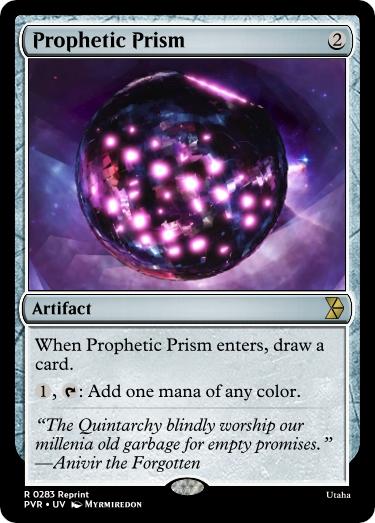 Prophetic Prism 2
Artifact
When Prophetic Prism enters, draw a
card.
1, : Add one mana of any color.
“The Quintarchy blindly worship our
millenia old garbage for empty promises.”
—Anivir the Forgotten
R 0283 Reprint
PVR • UV Myrmiredon
Utaha